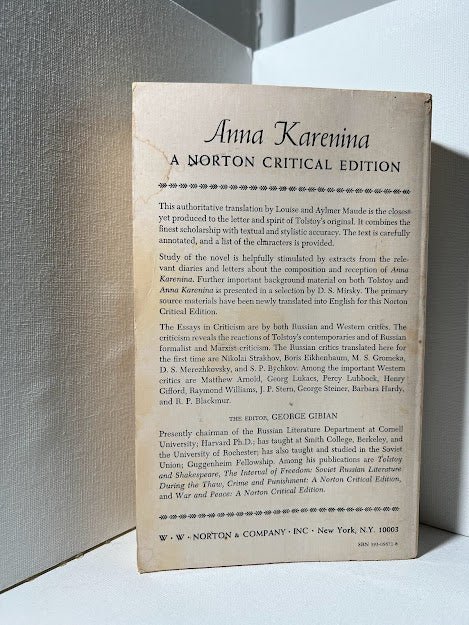 Anna Karenina
A NORTON CRITICAL EDITION
This authoritative translation by Louise and Aylmer Maude is the closest
yet produced to the letter and spirit of Tolstoy's original. It combines the
finest scholarship with textual and stylistic accuracy. The text is carefully
annotated, and a list of the characters is provided.
Study of the novel is helpfully stimulated by extracts from the rele-
vant diaries and letters about the composition and reception of Anna
Karenina. Further important background material on both Tolstoy and
Anna Karenina is presented in a selection by D. S. Mirsky. The primary
source materials have been newly translated into English for this Norton
Critical Edition.
The Essays in Criticism are by both Russian and Western critics. The
criticism reveals the reactions of Tolstoy's contemporaries and of Russian
formalist and Marxist criticism. The Russian critics translated here for
the first time are Nikolai Strakhov, Boris Eikhenbaum, M. S. Gromeka,
D. S. Merezhkovsky, and S. P. Bychkov. Among the important Western
critics are Matthew Arnold, Georg Lukacs, Percy Lubbock, Henry
Gifford, Raymond Williams, J. P. Stern, George Steiner, Barbara Hardy,
and R. P. Blackmur.
THE EDITOR, GEORGE GIBIAN
Presently chairman of the Russian Literature Department at Cornell
University; Harvard Ph.D.; has taught at Smith College, Berkeley, and
the University of Rochester; has also taught and studied in the Soviet
Union; Guggenheim Fellowship. Among his publications are Tolstoy
and Shakespeare, The Interval of Freedom: Soviet Russian Literature
During the Thaw, Crime and Punishment: A Norton Critical Edition,
and War and Peace: A Norton Critical Edition.
W · W · NORTON & COMPANY · INC · New York, N.Y. 10003
SBN